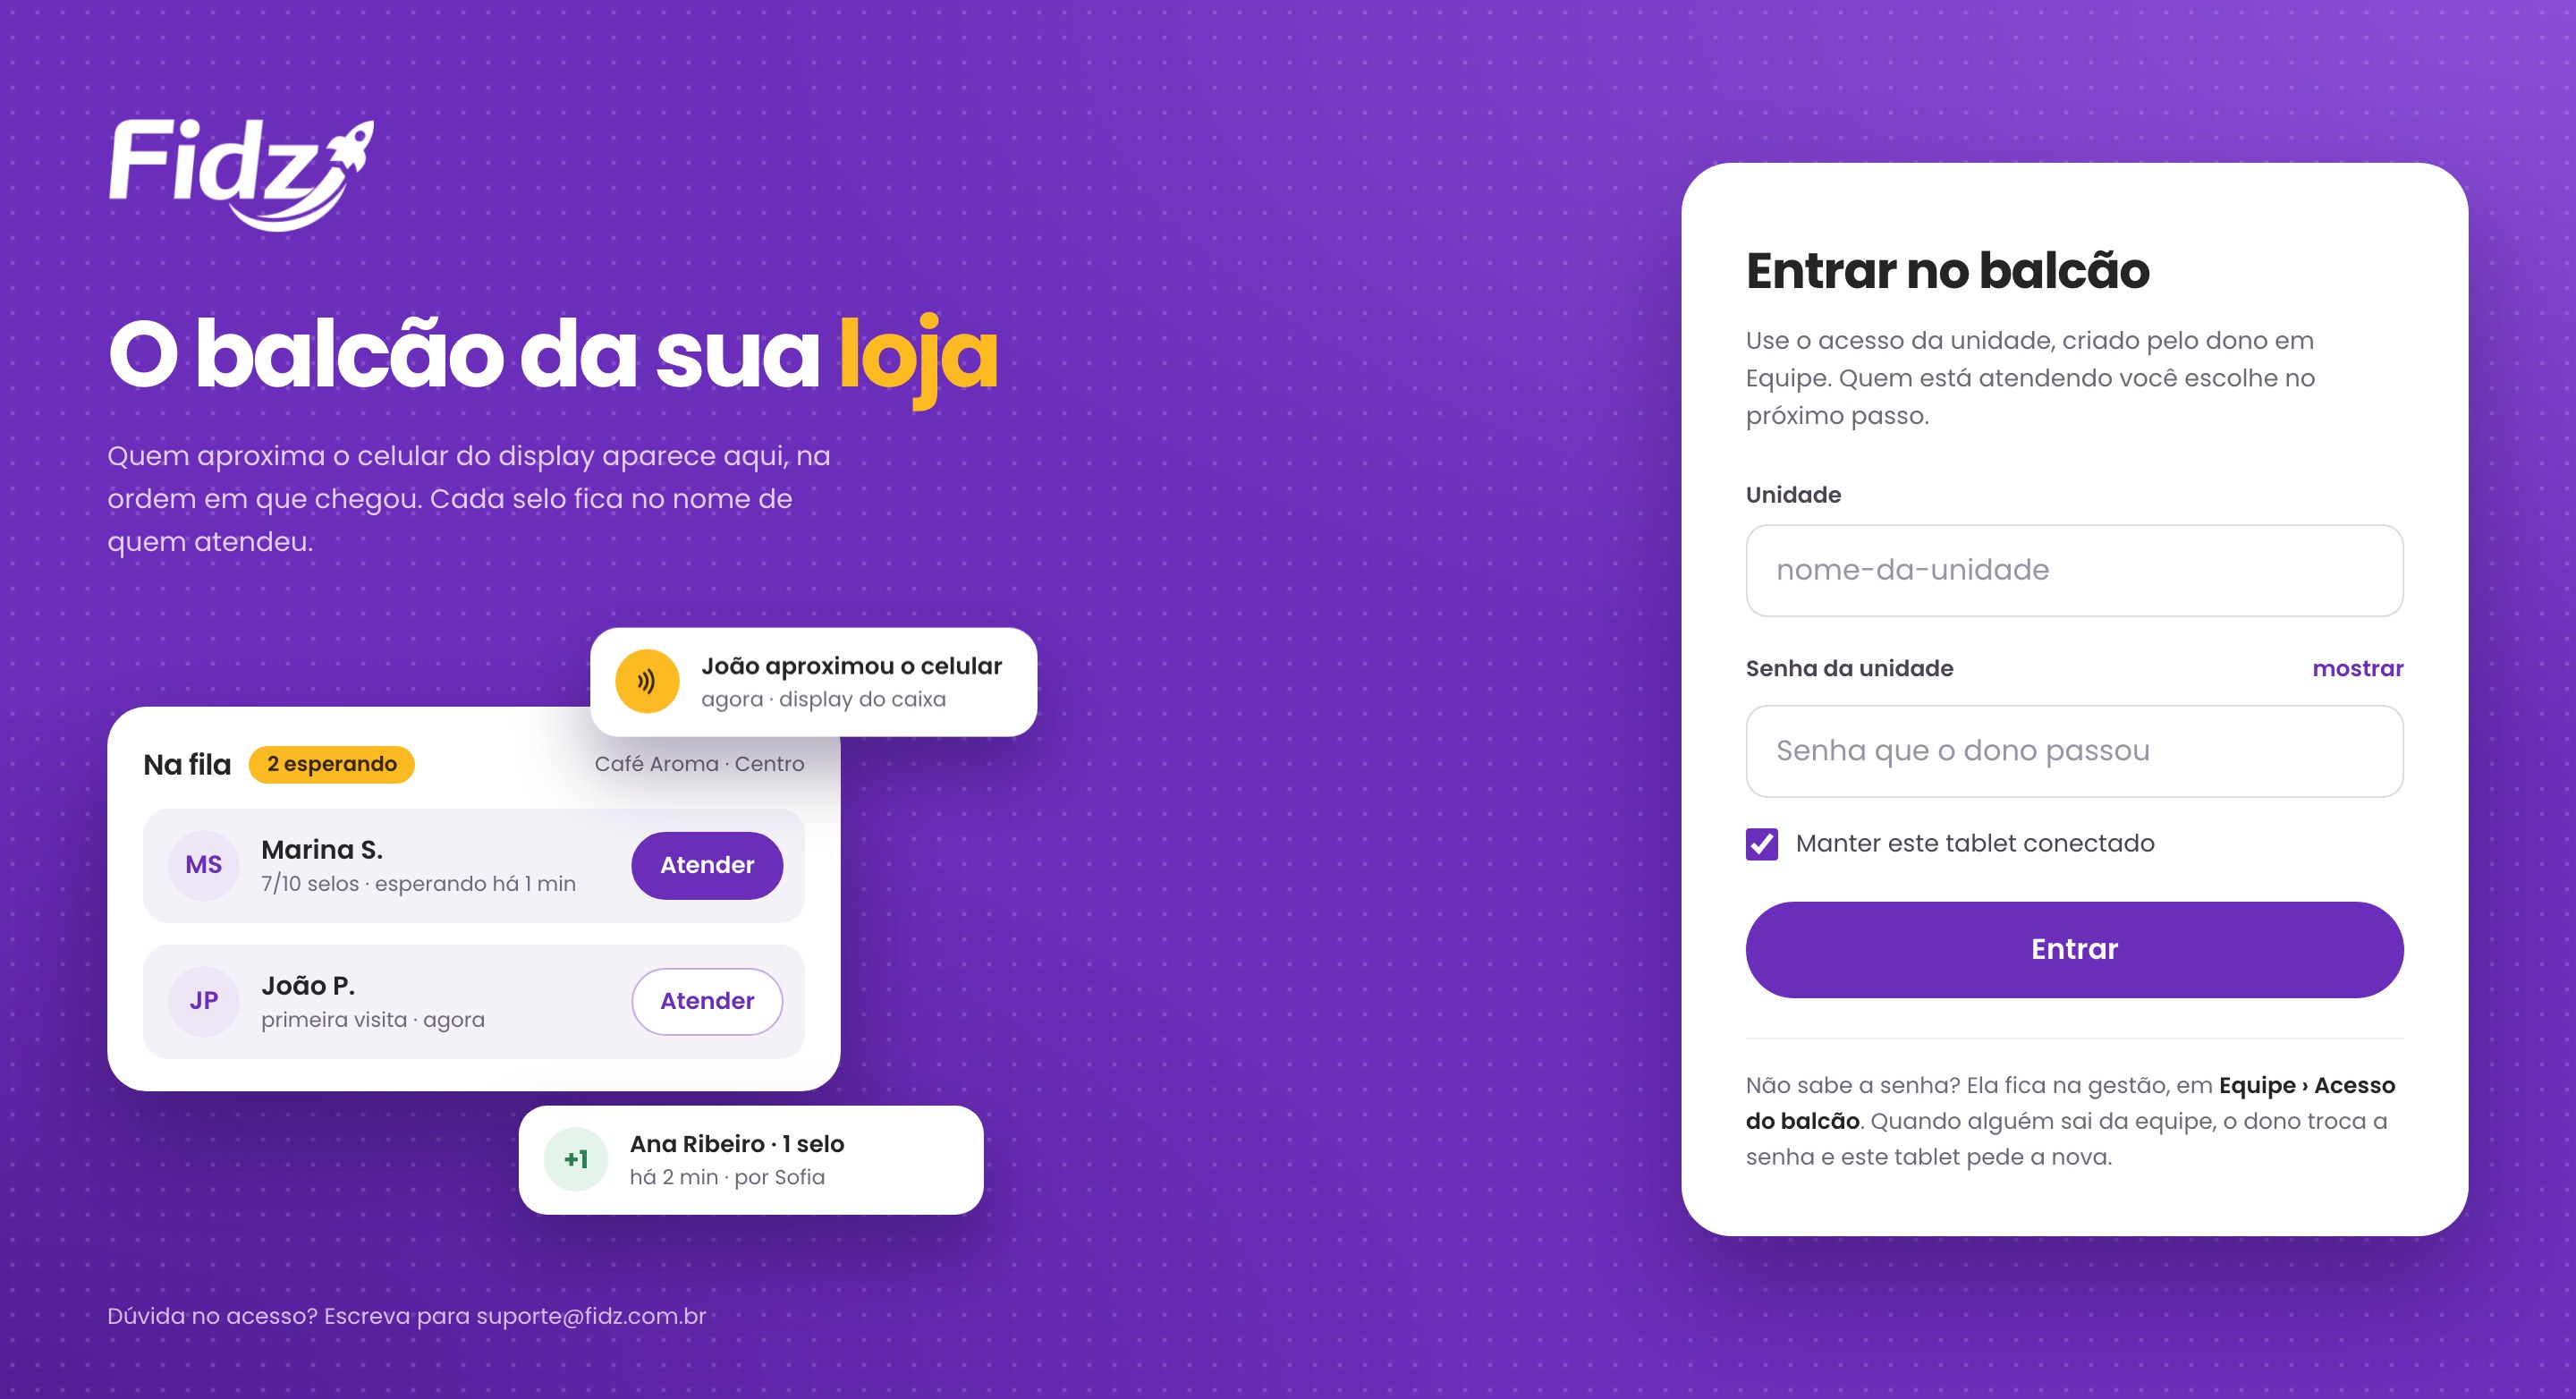 Fidz
O balcão da sua loja
Quem aproxima o celular do display aparece aqui, na
ordem em que chegou. Cada selo fica no nome de
quem atendeu.
João aproximou o celular
agora · display do caixa
Na fila
2 esperando
Café Aroma · Centro
MS
Marina S.
7/10 selos · esperando há 1 min
Atender
JP
João P.
primeira visita · agora
Atender
+1
Ana Ribeiro · 1 selo
há 2 min · por Sofia
Dúvida no acesso? Escreva para suporte@fidz.com.br
Entrar no balcão
Use o acesso da unidade, criado pelo dono em
Equipe. Quem está atendendo você escolhe no
próximo passo.
Unidade
nome-da-unidade
Senha da unidade
mostrar
Senha que o dono passou
Manter este tablet conectado
Entrar
Não sabe a senha? Ela fica na gestão, em Equipe › Acesso
do balcão. Quando alguém sai da equipe, o dono troca a
senha e este tablet pede a nova.